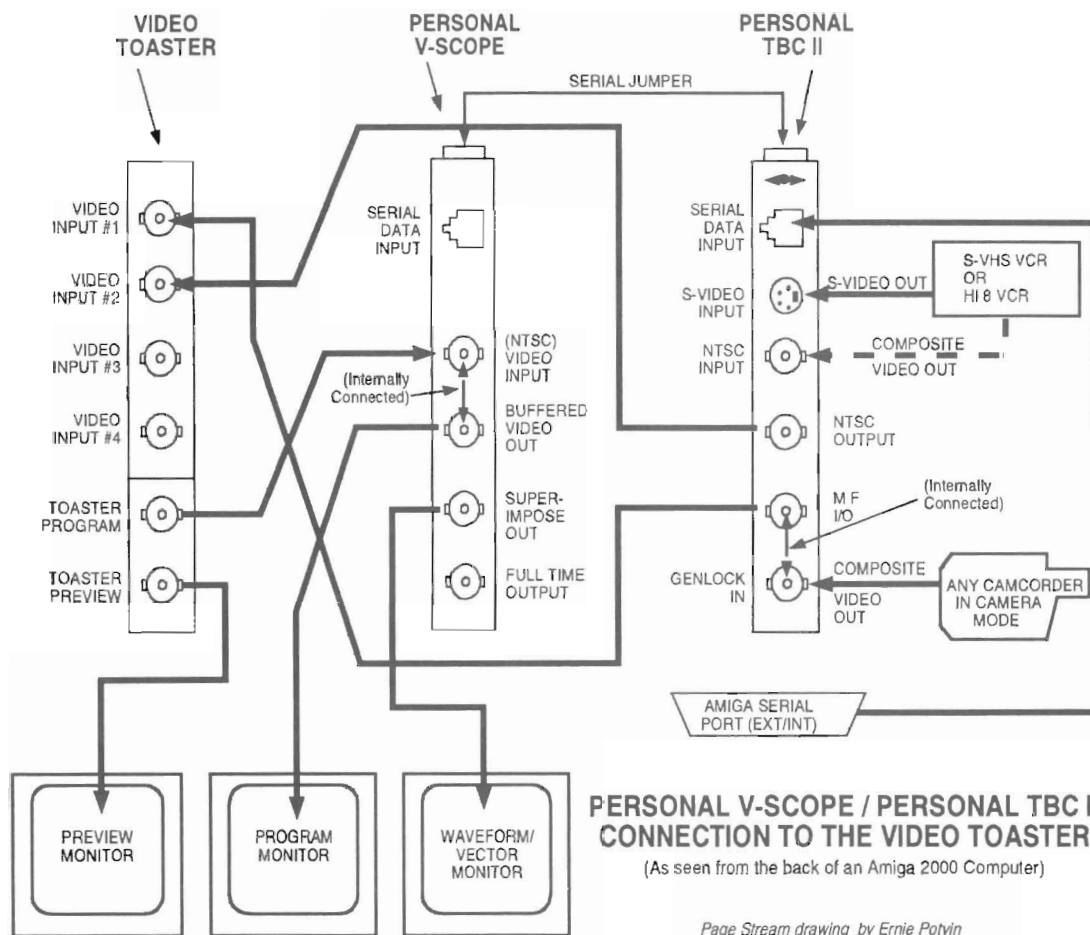 VIDEO
TOASTER
PERSONAL
V-SCOPE
PERSONAL
TBC II
SERIAL JUMPER
VIDEO
INPUT #1
VIDEO
INPUT #2
VIDEO
INPUT #3
VIDEO
INPUT #4
TOASTER
PROGRAM
TOASTER
PREVIEW
SERIAL
DATA
INPUT
(NTSC)
VIDEO
INPUT
(Internally
Connected)
BUFFERED
VIDEO
OUT
SUPER-
IMPOSE
OUT
FULL TIME
OUTPUT
SERIAL
DATA
INPUT
S-VIDEO
INPUT
NTSC
INPUT
S-VIDEO OUT
S-VHS VCR
OR
HI 8 VCR
COMPOSITE
VIDEO OUT
NTSC
OUTPUT
M F
I/O
(Internally
Connected)
GENLOCK
IN
COMPOSITE
VIDEO
OUT
ANY CAMCORDER
IN CAMERA
MODE
AMIGA SERIAL
PORT (EXT/INT)
PREVIEW
MONITOR
PROGRAM
MONITOR
WAVEFORM/
VECTOR
MONITOR
PERSONAL V-SCOPE / PERSONAL TBC I
CONNECTION TO THE VIDEO TOASTER
(As seen from the back of an Amiga 2000 Computer)
Page Stream drawing by Ernie Potvin